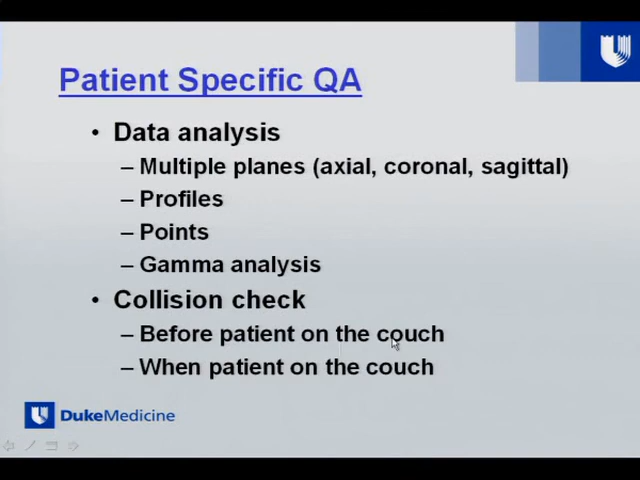 Patient Specific QA
• Data analysis
– Multiple planes (axial, coronal, sagittal)
– Profiles
– Points
– Gamma analysis
• Collision check
– Before patient on the couch
– When patient on the couch
DukeMedicine